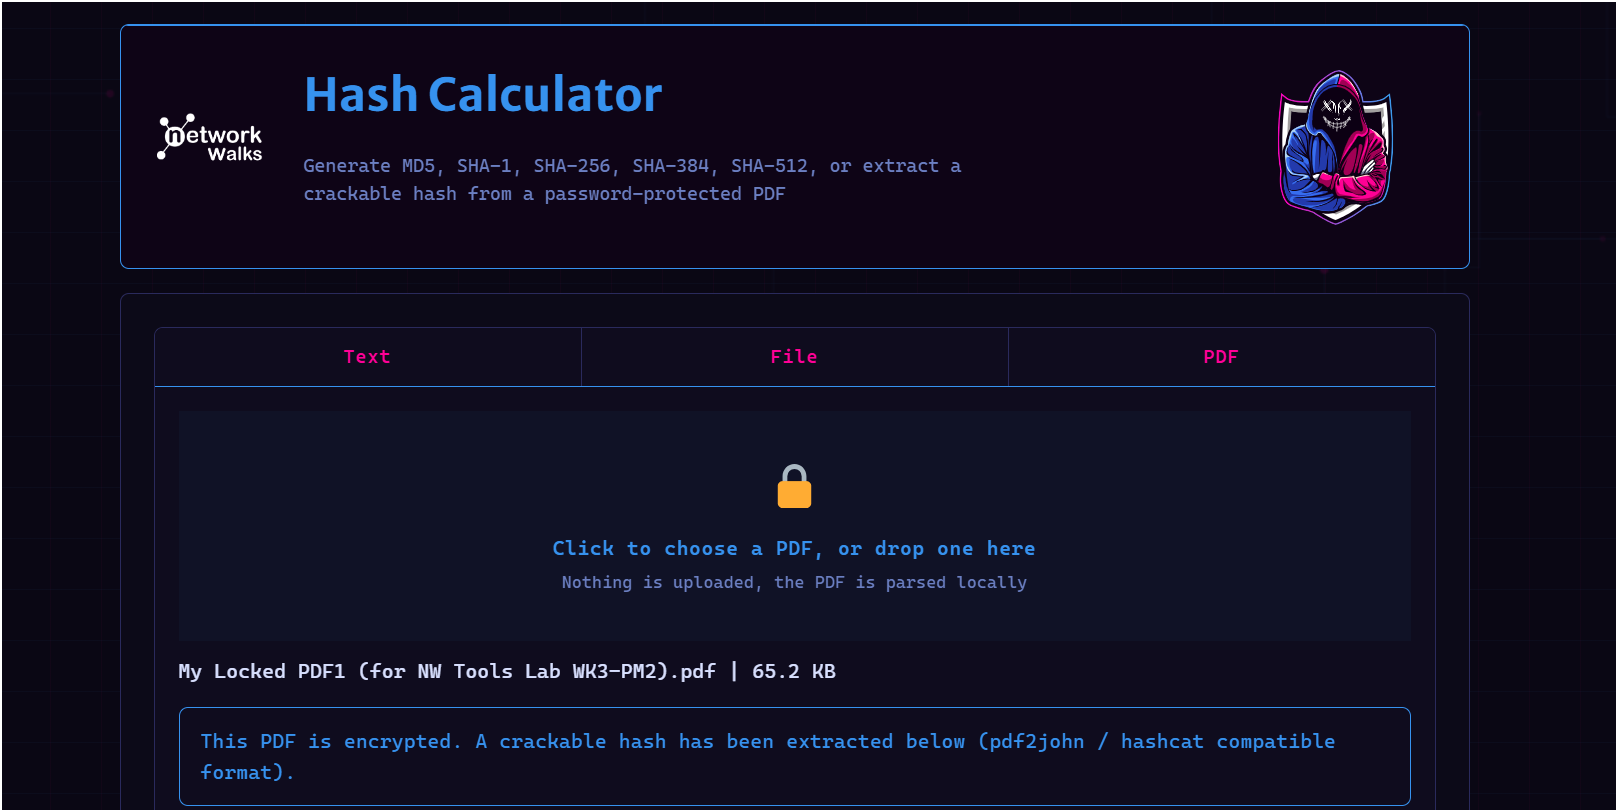 network
Walks
Hash Calculator
Generate MD5, SHA-1, SHA-256, SHA-384, SHA-512, or extract a
crackable hash from a password-protected PDF
Text
File
PDF
Click to choose a PDF, or drop one here
Nothing is uploaded, the PDF is parsed locally
My Locked PDF1 (for NW Tools Lab WK3-PM2).pdf | 65.2 KB
This PDF is encrypted. A crackable hash has been extracted below (pdf2john / hashcat compatible
format).